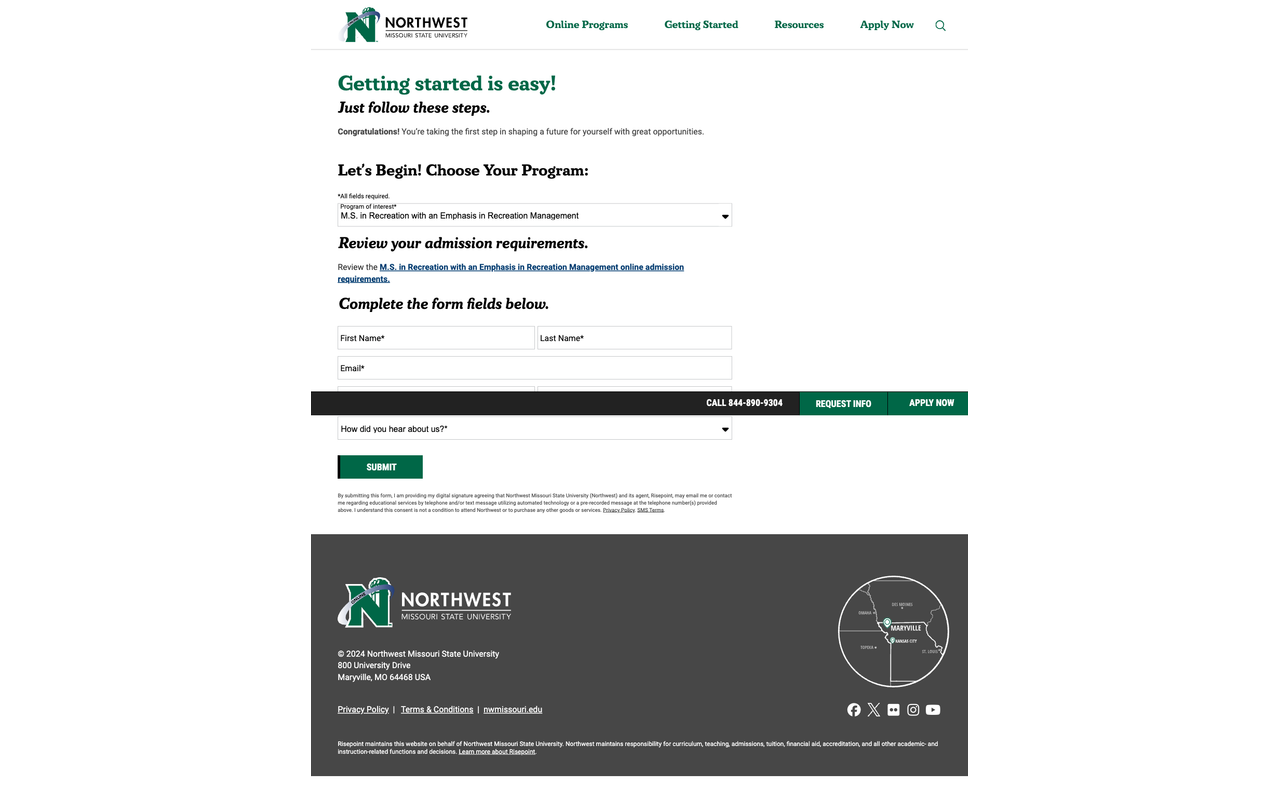 NORTHWEST
MISSOURI STATE UNIVERSITY
Online Programs
Getting Started
Resources
Apply Now
Getting started is easy!
Just follow these steps.
Congratulations! You're taking the first step in shaping a future for yourself with great opportunities.
Let's Begin! Choose Your Program:
*All fields required.
Program of interest*
M.S. in Recreation with an Emphasis in Recreation Management
Review your admission requirements.
Review the M.S. in Recreation with an Emphasis in Recreation Management online admission
requirements.
Complete the form fields below.
First Name*
Last Name*
Email*
CALL 844-890-9304
REQUEST INFO
APPLY NOW
How did you hear about us?*
SUBMIT
By submitting this form, I am providing my digital signature agreeing that Northwest Missouri State University (Northwest) and its agent, Risepoint, may email me or contact
me regarding educational services by telephone and/or text message utilizing automated technology or a pre-recorded message at the telephone number(s) provided
above. I understand this consent is not a condition to attend Northwest or to purchase any other goods or services. Privacy Policy. SMS Terms.
NORTHWEST
MISSOURI STATE UNIVERSITY
DES MOINES
OMAHA
MARYVILLE
KANSAS CITY
TOPEKA
ST. LOUIS
© 2024 Northwest Missouri State University
800 University Drive
Maryville, MO 64468 USA
Privacy Policy | Terms & Conditions | nwmissouri.edu
Risepoint maintains this website on behalf of Northwest Missouri State University. Northwest maintains responsibility for curriculum, teaching, admissions, tuition, financial aid, accreditation, and all other academic- and
instruction-related functions and decisions. Learn more about Risepoint.